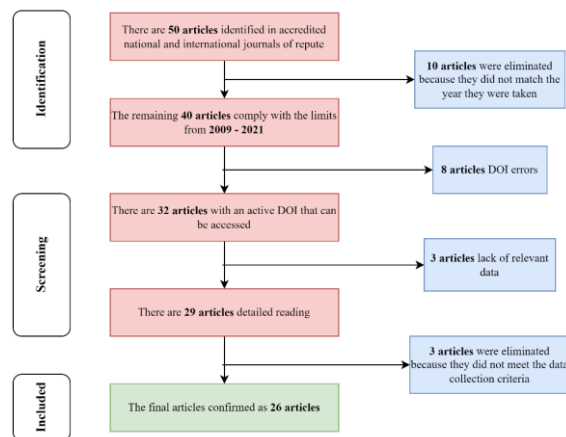 Identification
There are 50 articles identified in accredited
national and international journals of repute
10 articles were eliminated
because they did not match the
year they were taken
The remaining 40 articles comply with the limits
from 2009 - 2021
8 articles DOI errors
Screening
There are 32 articles with an active DOI that can
be accessed
3 articles lack of relevant
data
There are 29 articles detailed reading
3 articles were eliminated
because they did not meet the data
collection criteria
Included
The final articles confirmed as 26 articles